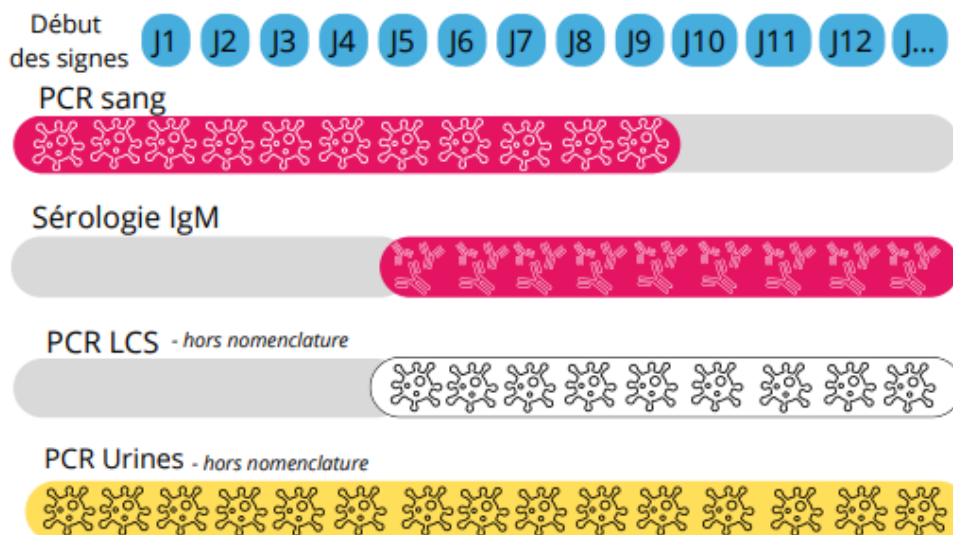 Début
des signes
J1 J2 J3 J4 J5 J6 J7 J8 J9 J10 J11 J12 J...
PCR sang
Sérologie IgM
PCR LCS - hors nomenclature
PCR Urines - hors nomenclature